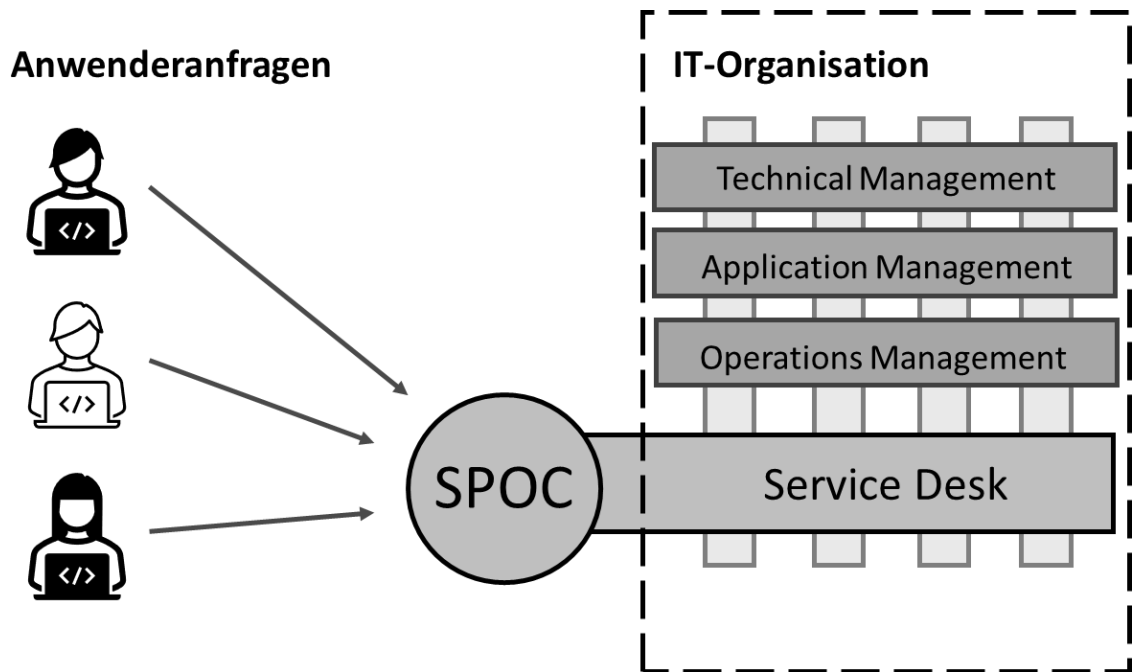 Anwenderanfragen
IT-Organisation
</>
</>
</>
Technical Management
Application Management
Operations Management
SPOC
Service Desk